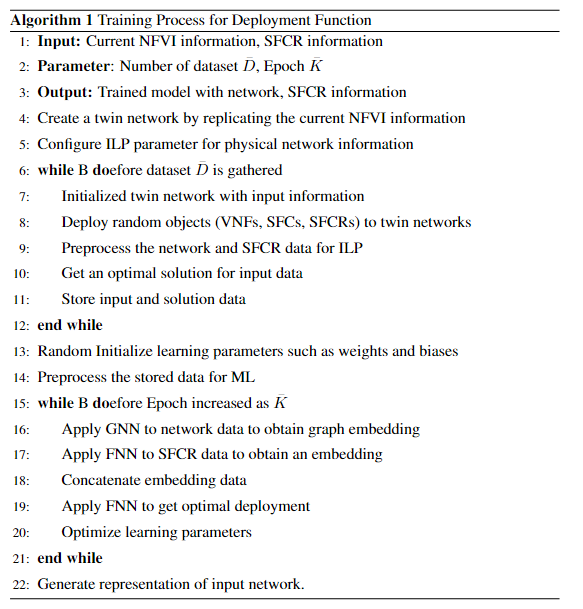 Algorithm 1 Training Process for Deployment Function
1: Input: Current NFVI information, SFCR information
2: Parameter: Number of dataset D̄, Epoch K̄
3: Output: Trained model with network, SFCR information
4: Create a twin network by replicating the current NFVI information
5: Configure ILP parameter for physical network information
6: while B doefore dataset D̄ is gathered
7: Initialized twin network with input information
8: Deploy random objects (VNFs, SFCs, SFCRs) to twin networks
9: Preprocess the network and SFCR data for ILP
10: Get an optimal solution for input data
11: Store input and solution data
12: end while
13: Random Initialize learning parameters such as weights and biases
14: Preprocess the stored data for ML
15: while B doefore Epoch increased as K̄
16: Apply GNN to network data to obtain graph embedding
17: Apply FNN to SFCR data to obtain an embedding
18: Concatenate embedding data
19: Apply FNN to get optimal deployment
20: Optimize learning parameters
21: end while
22: Generate representation of input network.